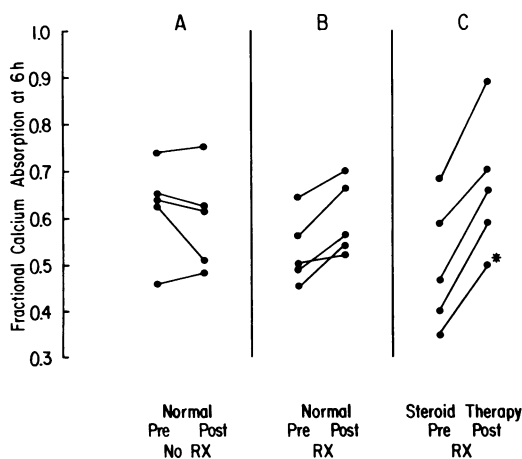 A B C
Fractional Calcium Absorption at 6h
1.0
0.9
0.8
0.7
0.6
0.5
0.4
0.3
*
Normal Normal Steroid Therapy
Pre Post Pre Post Pre Post
No RX RX RX